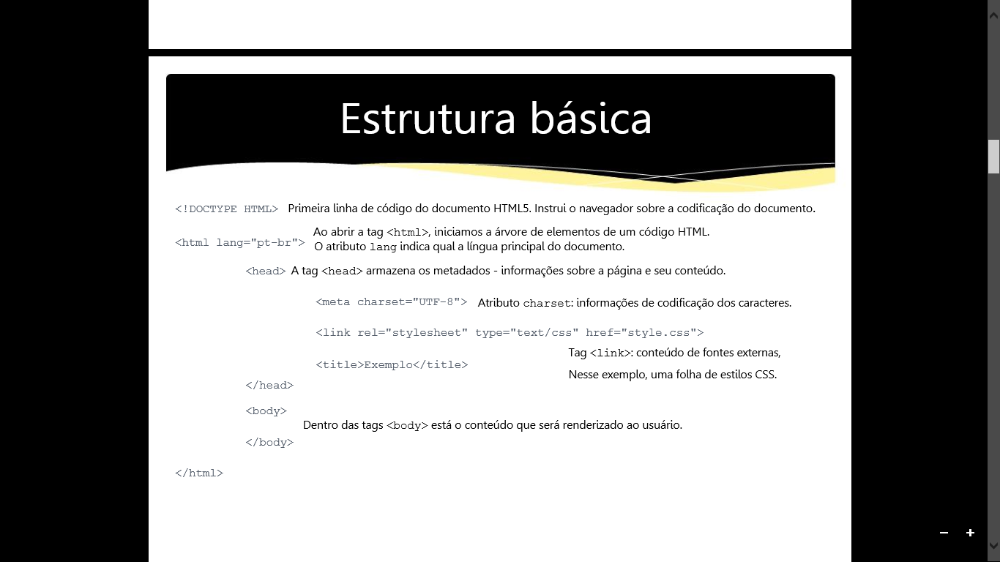 Estrutura básica
<!DOCTYPE HTML> Primeira linha de código do documento HTML5. Instrui o navegador sobre a codificação do documento.
Ao abrir a tag <html>, iniciamos a árvore de elementos de um código HTML.
<html lang="pt-br">
O atributo lang indica qual a língua principal do documento.
<head> A tag <head> armazena os metadados - informações sobre a página e seu conteúdo.
<meta charset="UTF-8"> Atributo charset: informações de codificação dos caracteres.
<link rel="stylesheet" type="text/css" href="style.css">
Tag <link>: conteúdo de fontes externas,
<title>Exemplo</title>
Nesse exemplo, uma folha de estilos CSS.
</head>
<body>
Dentro das tags <body> está o conteúdo que será renderizado ao usuário.
</body>
</html>